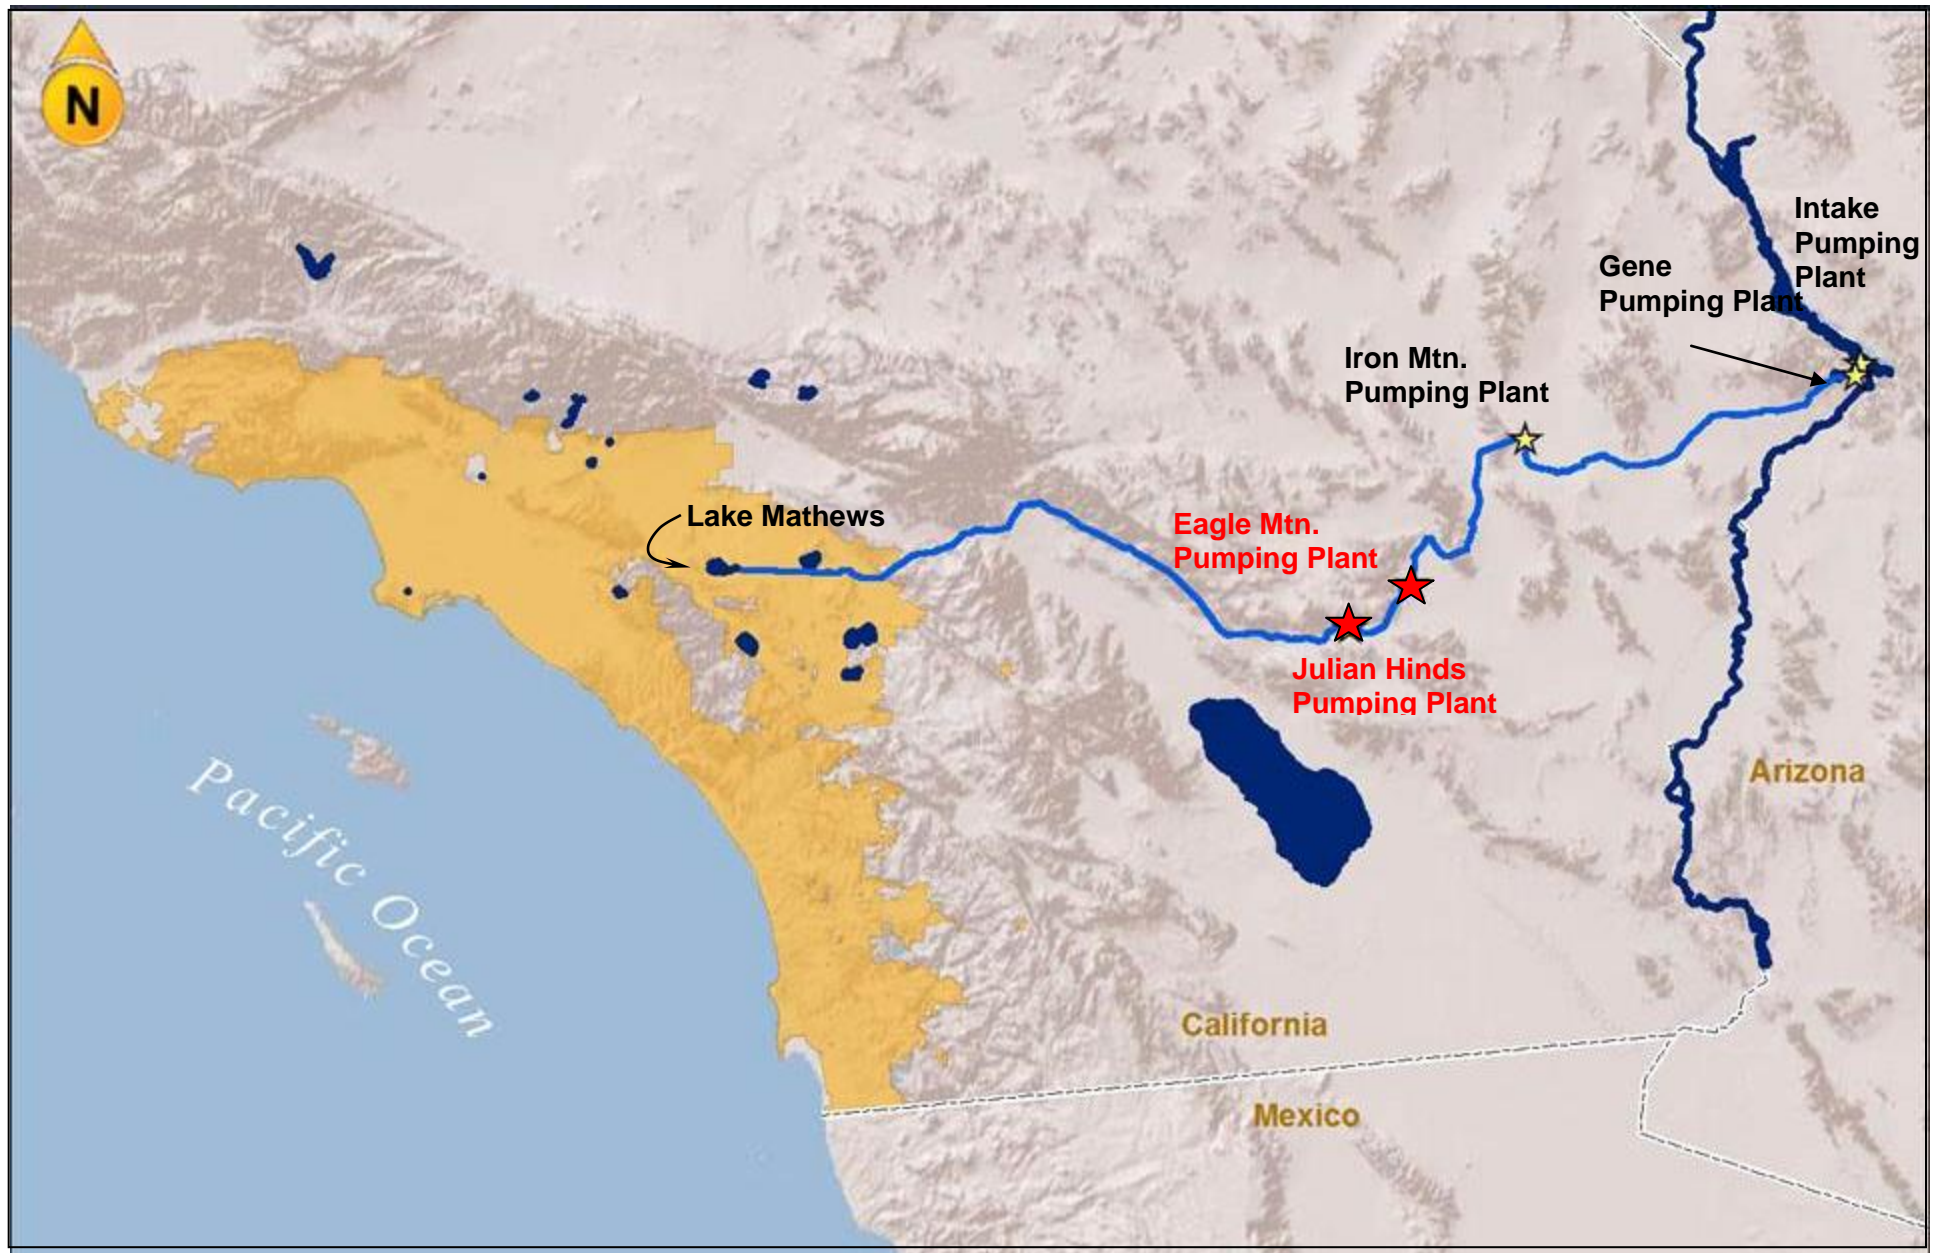 N
Intake
Pumping
Plant
Gene
Pumping Plant
Iron Mtn.
Pumping Plant
Lake Mathews
Eagle Mtn.
Pumping Plant
Julian Hinds
Pumping Plant
Arizona
Pacific Ocean
California
Mexico